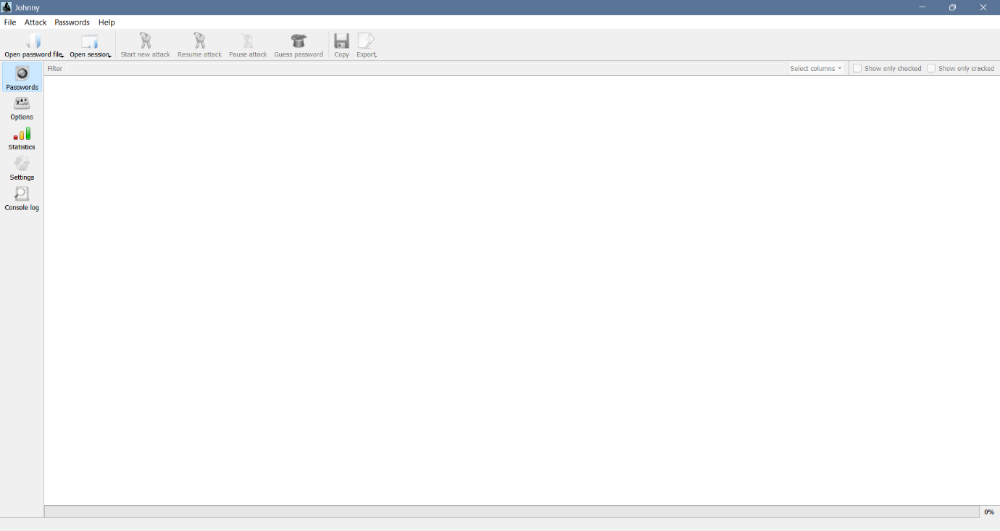 Johnny
File Attack Passwords Help
Open password file Open session Start new attack Resume attack Pause attack Guess password Copy Export
Filter Select columns Show only checked Show only cracked
Passwords
Options
Statistics
Settings
Console log
0%